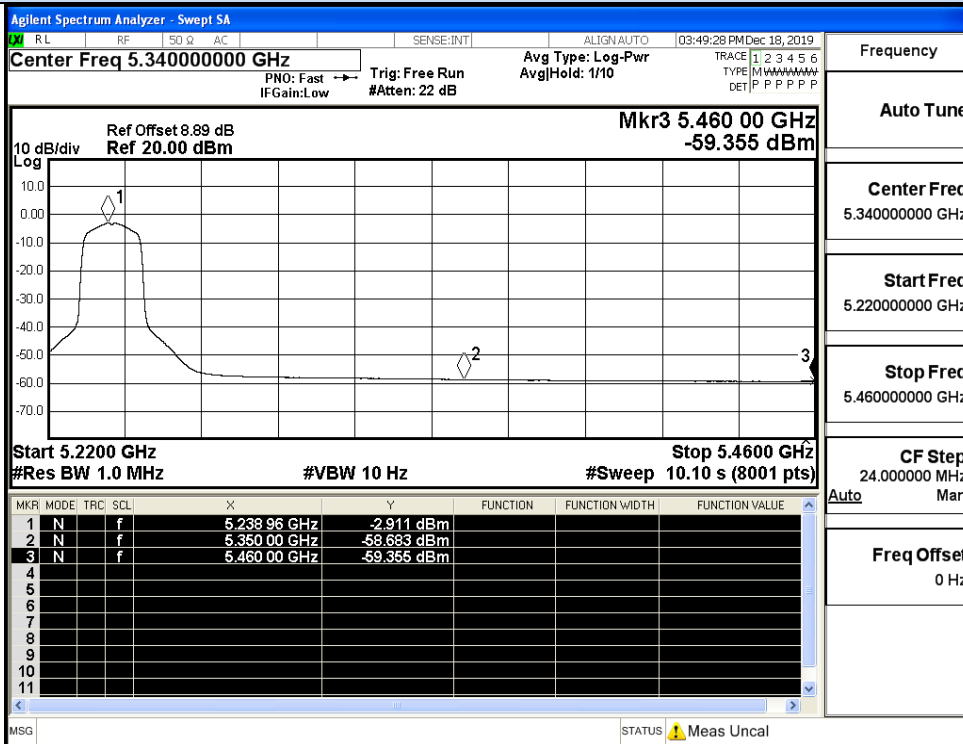 Agilent Spectrum Analyzer - Swept SA
LXI RL RF 50 Ω AC SENSE:INT ALIGN AUTO 03:49:28 PM Dec 18, 2019
Center Freq 5.340000000 GHz
PNO: Fast
IFGain:Low
Trig: Free Run
#Atten: 22 dB
Avg Type: Log-Pwr
Avg|Hold: 1/10
TRACE 1 2 3 4 5 6
TYPE M WWWWW
DET P P P P P P
Mkr3 5.460 00 GHz
-59.355 dBm
Ref Offset 8.89 dB
10 dB/div Ref 20.00 dBm
Log
10.0
0.00
-10.0
-20.0
-30.0
-40.0
-50.0
-60.0
-70.0
1
2
3
Start 5.2200 GHz Stop 5.4600 GHz
#Res BW 1.0 MHz #VBW 10 Hz #Sweep 10.10 s (8001 pts)
MKR MODE TRC SCL X Y FUNCTION FUNCTION WIDTH FUNCTION VALUE
1 N f 5.238 96 GHz -2.911 dBm
2 N f 5.350 00 GHz -58.683 dBm
3 N f 5.460 00 GHz -59.355 dBm
4
5
6
7
8
9
10
11
MSG STATUS Meas Uncal
Frequency
Auto Tune
Center Freq
5.340000000 GHz
Start Freq
5.220000000 GHz
Stop Freq
5.460000000 GHz
CF Step
24.000000 MHz
Auto Man
Freq Offset
0 Hz